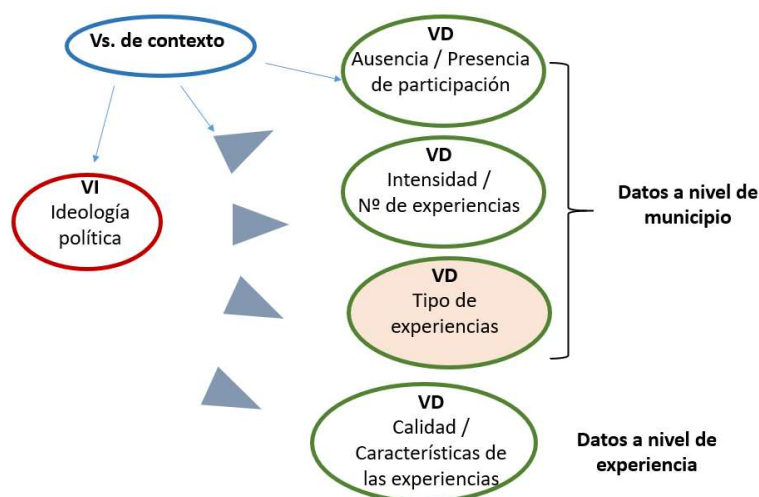 Vs. de contexto
VD
Ausencia / Presencia
de participación
VI
Ideología
política
VD
Intensidad /
Nº de experiencias
Datos a nivel de
municipio
VD
Tipo de
experiencias
VD
Calidad /
Características de
las experiencias
Datos a nivel de
experiencia